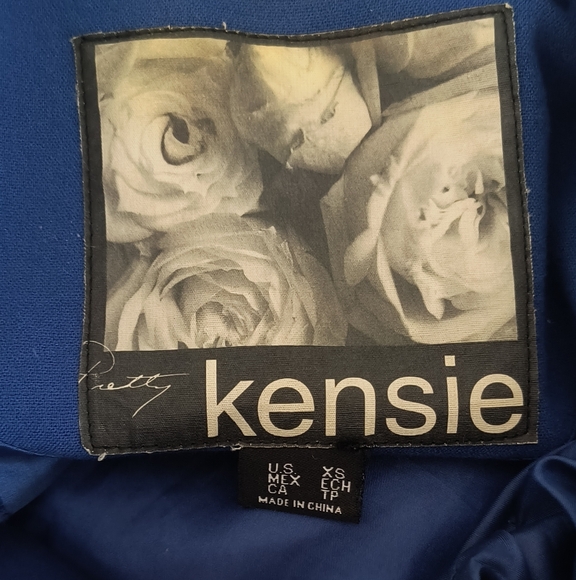 Pretty kensie
U.S. XS
MEX ECH
CA TP
MADE IN CHINA